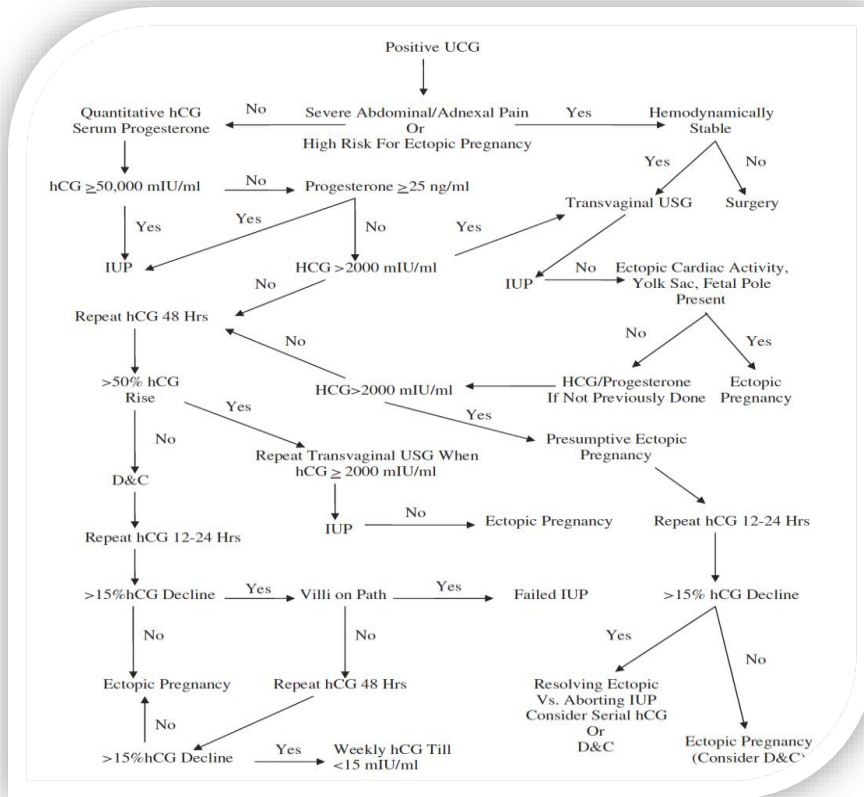 Positive UCG
Quantitative hCG
Serum Progesterone
No
Severe Abdominal/Adnexal Pain
Or
High Risk For Ectopic Pregnancy
Yes
Hemodynamically
Stable
hCG ≥50,000 mIU/ml
No
Progesterone ≥25 ng/ml
Yes
No
Yes
Yes
No
Yes
Transvaginal USG
Surgery
IUP
HCG >2000 mIU/ml
No
IUP
No
Ectopic Cardiac Activity,
Yolk Sac, Fetal Pole
Present
Repeat hCG 48 Hrs
No
No
Yes
>50% hCG
Rise
HCG>2000 mIU/ml
HCG/Progesterone
If Not Previously Done
Ectopic
Pregnancy
Yes
Yes
No
Repeat Transvaginal USG When
hCG ≥ 2000 mIU/ml
Presumptive Ectopic
Pregnancy
D&C
IUP
No
Ectopic Pregnancy
Repeat hCG 12-24 Hrs
Repeat hCG 12-24 Hrs
>15%hCG Decline
Yes
Villi on Path
Yes
Failed IUP
>15% hCG Decline
No
No
Yes
No
Ectopic Pregnancy
Repeat hCG 48 Hrs
Resolving Ectopic
Vs. Aborting IUP
Consider Serial hCG
Or
D&C
No
>15%hCG Decline
Yes
Weekly hCG Till
<15 mIU/ml
Ectopic Pregnancy
(Consider D&C)